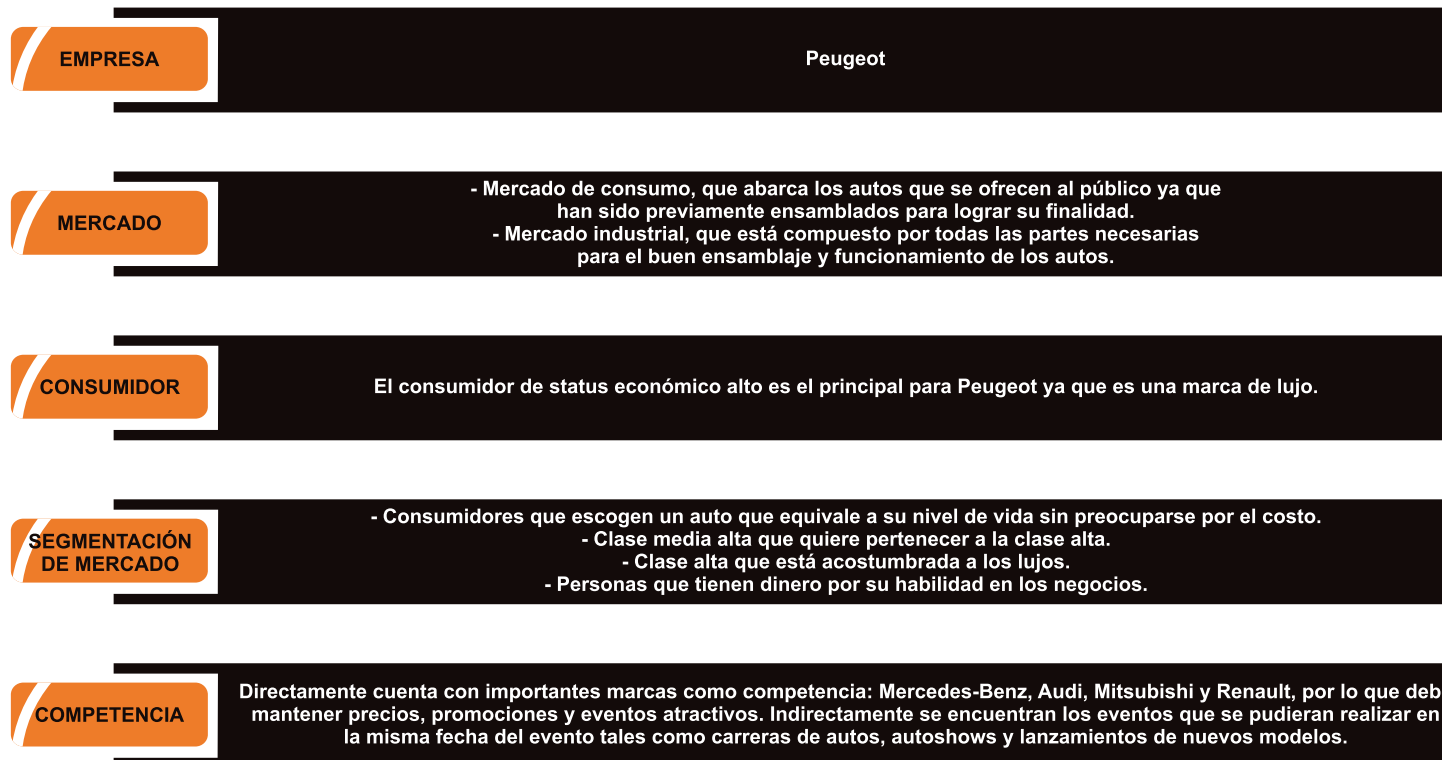 EMPRESA
Peugeot
MERCADO
- Mercado de consumo, que abarca los autos que se ofrecen al público ya que
han sido previamente ensamblados para lograr su finalidad.
- Mercado industrial, que está compuesto por todas las partes necesarias
para el buen ensamblaje y funcionamiento de los autos.
CONSUMIDOR
El consumidor de status económico alto es el principal para Peugeot ya que es una marca de lujo.
SEGMENTACIÓN
DE MERCADO
- Consumidores que escogen un auto que equivale a su nivel de vida sin preocuparse por el costo.
- Clase media alta que quiere pertenecer a la clase alta.
- Clase alta que está acostumbrada a los lujos.
- Personas que tienen dinero por su habilidad en los negocios.
COMPETENCIA
Directamente cuenta con importantes marcas como competencia: Mercedes-Benz, Audi, Mitsubishi y Renault, por lo que deb
mantener precios, promociones y eventos atractivos. Indirectamente se encuentran los eventos que se pudieran realizar en
la misma fecha del evento tales como carreras de autos, autoshows y lanzamientos de nuevos modelos.